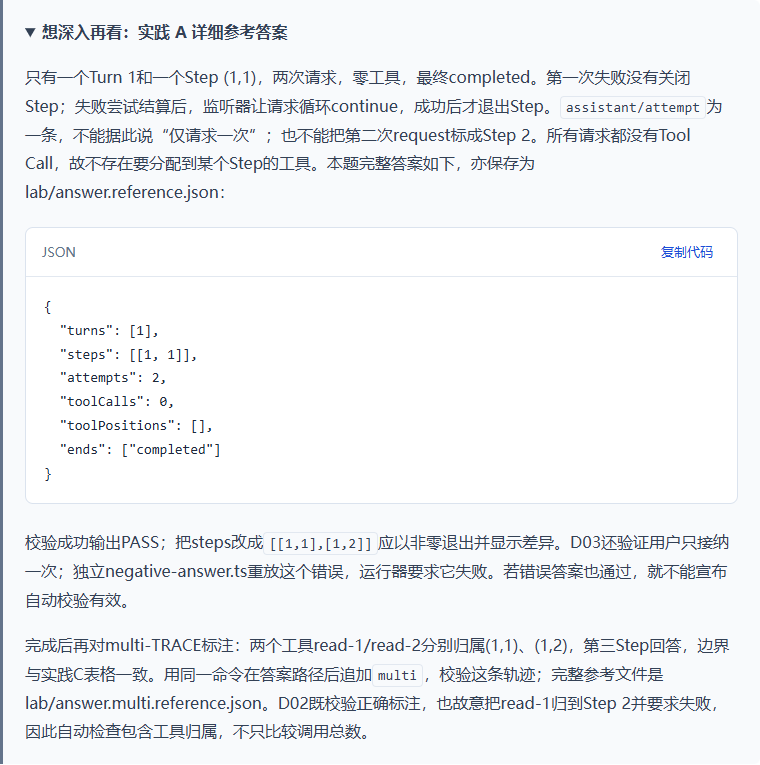 ▼ 想深入再看：实践 A 详细参考答案
只有一个Turn 1和一个Step (1,1)，两次请求，零工具，最终completed。第一次失败没有关闭
Step；失败尝试结算后，监听器让请求循环continue，成功后才退出Step。assistant/attempt为
一条，不能据此说“仅请求一次”；也不能把第二次request标成Step 2。所有请求都没有Tool
Call，故不存在要分配到某个Step的工具。本题完整答案如下，亦保存为
lab/answer.reference.json：
JSON
复制代码
{
  "turns": [1],
  "steps": [[1, 1]],
  "attempts": 2,
  "toolCalls": 0,
  "toolPositions": [],
  "ends": ["completed"]
}
校验成功输出PASS；把steps改成[[1,1],[1,2]]应以非零退出并显示差异。D03还验证用户只接纳
一次；独立negative-answer.ts重放这个错误，运行器要求它失败。若错误答案也通过，就不能宣布
自动校验有效。
完成后再对multi-TRACE标注：两个工具read-1/read-2分别归属(1,1)、(1,2)，第三Step回答，边界
与实践C表格一致。用同一命令在答案路径后追加multi，校验这条轨迹；完整参考文件是
lab/answer.multi.reference.json。D02既校验正确标注，也故意把read-1归到Step 2并要求失败，
因此自动检查包含工具归属，不只比较调用总数。